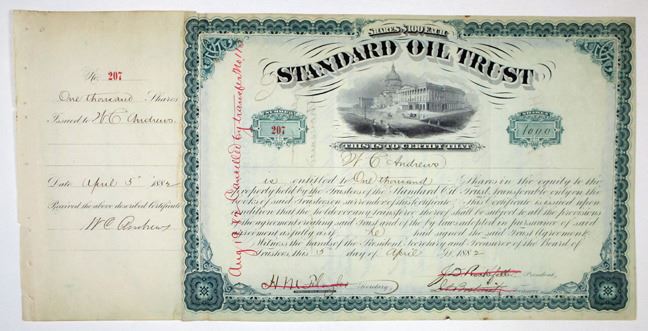 No. 207
One thousand Shares
Issued to W C Andrews.
Date April 5" 1882
Received the above described Certificate
W C Andrews
SHARES $100 EACH
STANDARD OIL TRUST
NUMBER
207
SHARES
1000
THIS IS TO CERTIFY THAT
W C Andrews
is entitled to One thousand Shares in the equity to the
property held by the Trustees of the Standard Oil Trust, transferable only on the
books of said Trustees on surrender of this certificate. This Certificate is issued upon
condition that the holder or any transferee thereof shall be subject to all the provisions
of the agreement creating said Trust and of the by-laws adopted in pursuance of said
agreement as fully as if he had signed the said Trust Agreement.
Witness the hands of the President, Secretary and Treasurer of the Board of
Trustees, this 5" day of April 1882
President,
Secretary
Cancelled by transfer